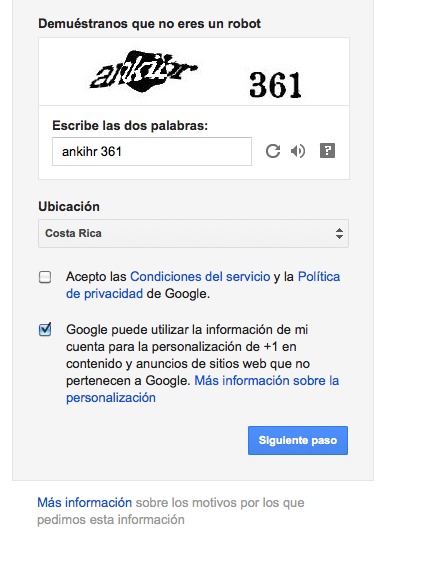 Demuéstranos que no eres un robot
361
Escribe las dos palabras:
ankihr 361
?
Ubicación
Costa Rica
Acepto las Condiciones del servicio y la Política
de privacidad de Google.
Google puede utilizar la información de mi
cuenta para la personalización de +1 en
contenido y anuncios de sitios web que no
pertenecen a Google. Más información sobre la
personalización
Siguiente paso
Más información sobre los motivos por los que
pedimos esta información